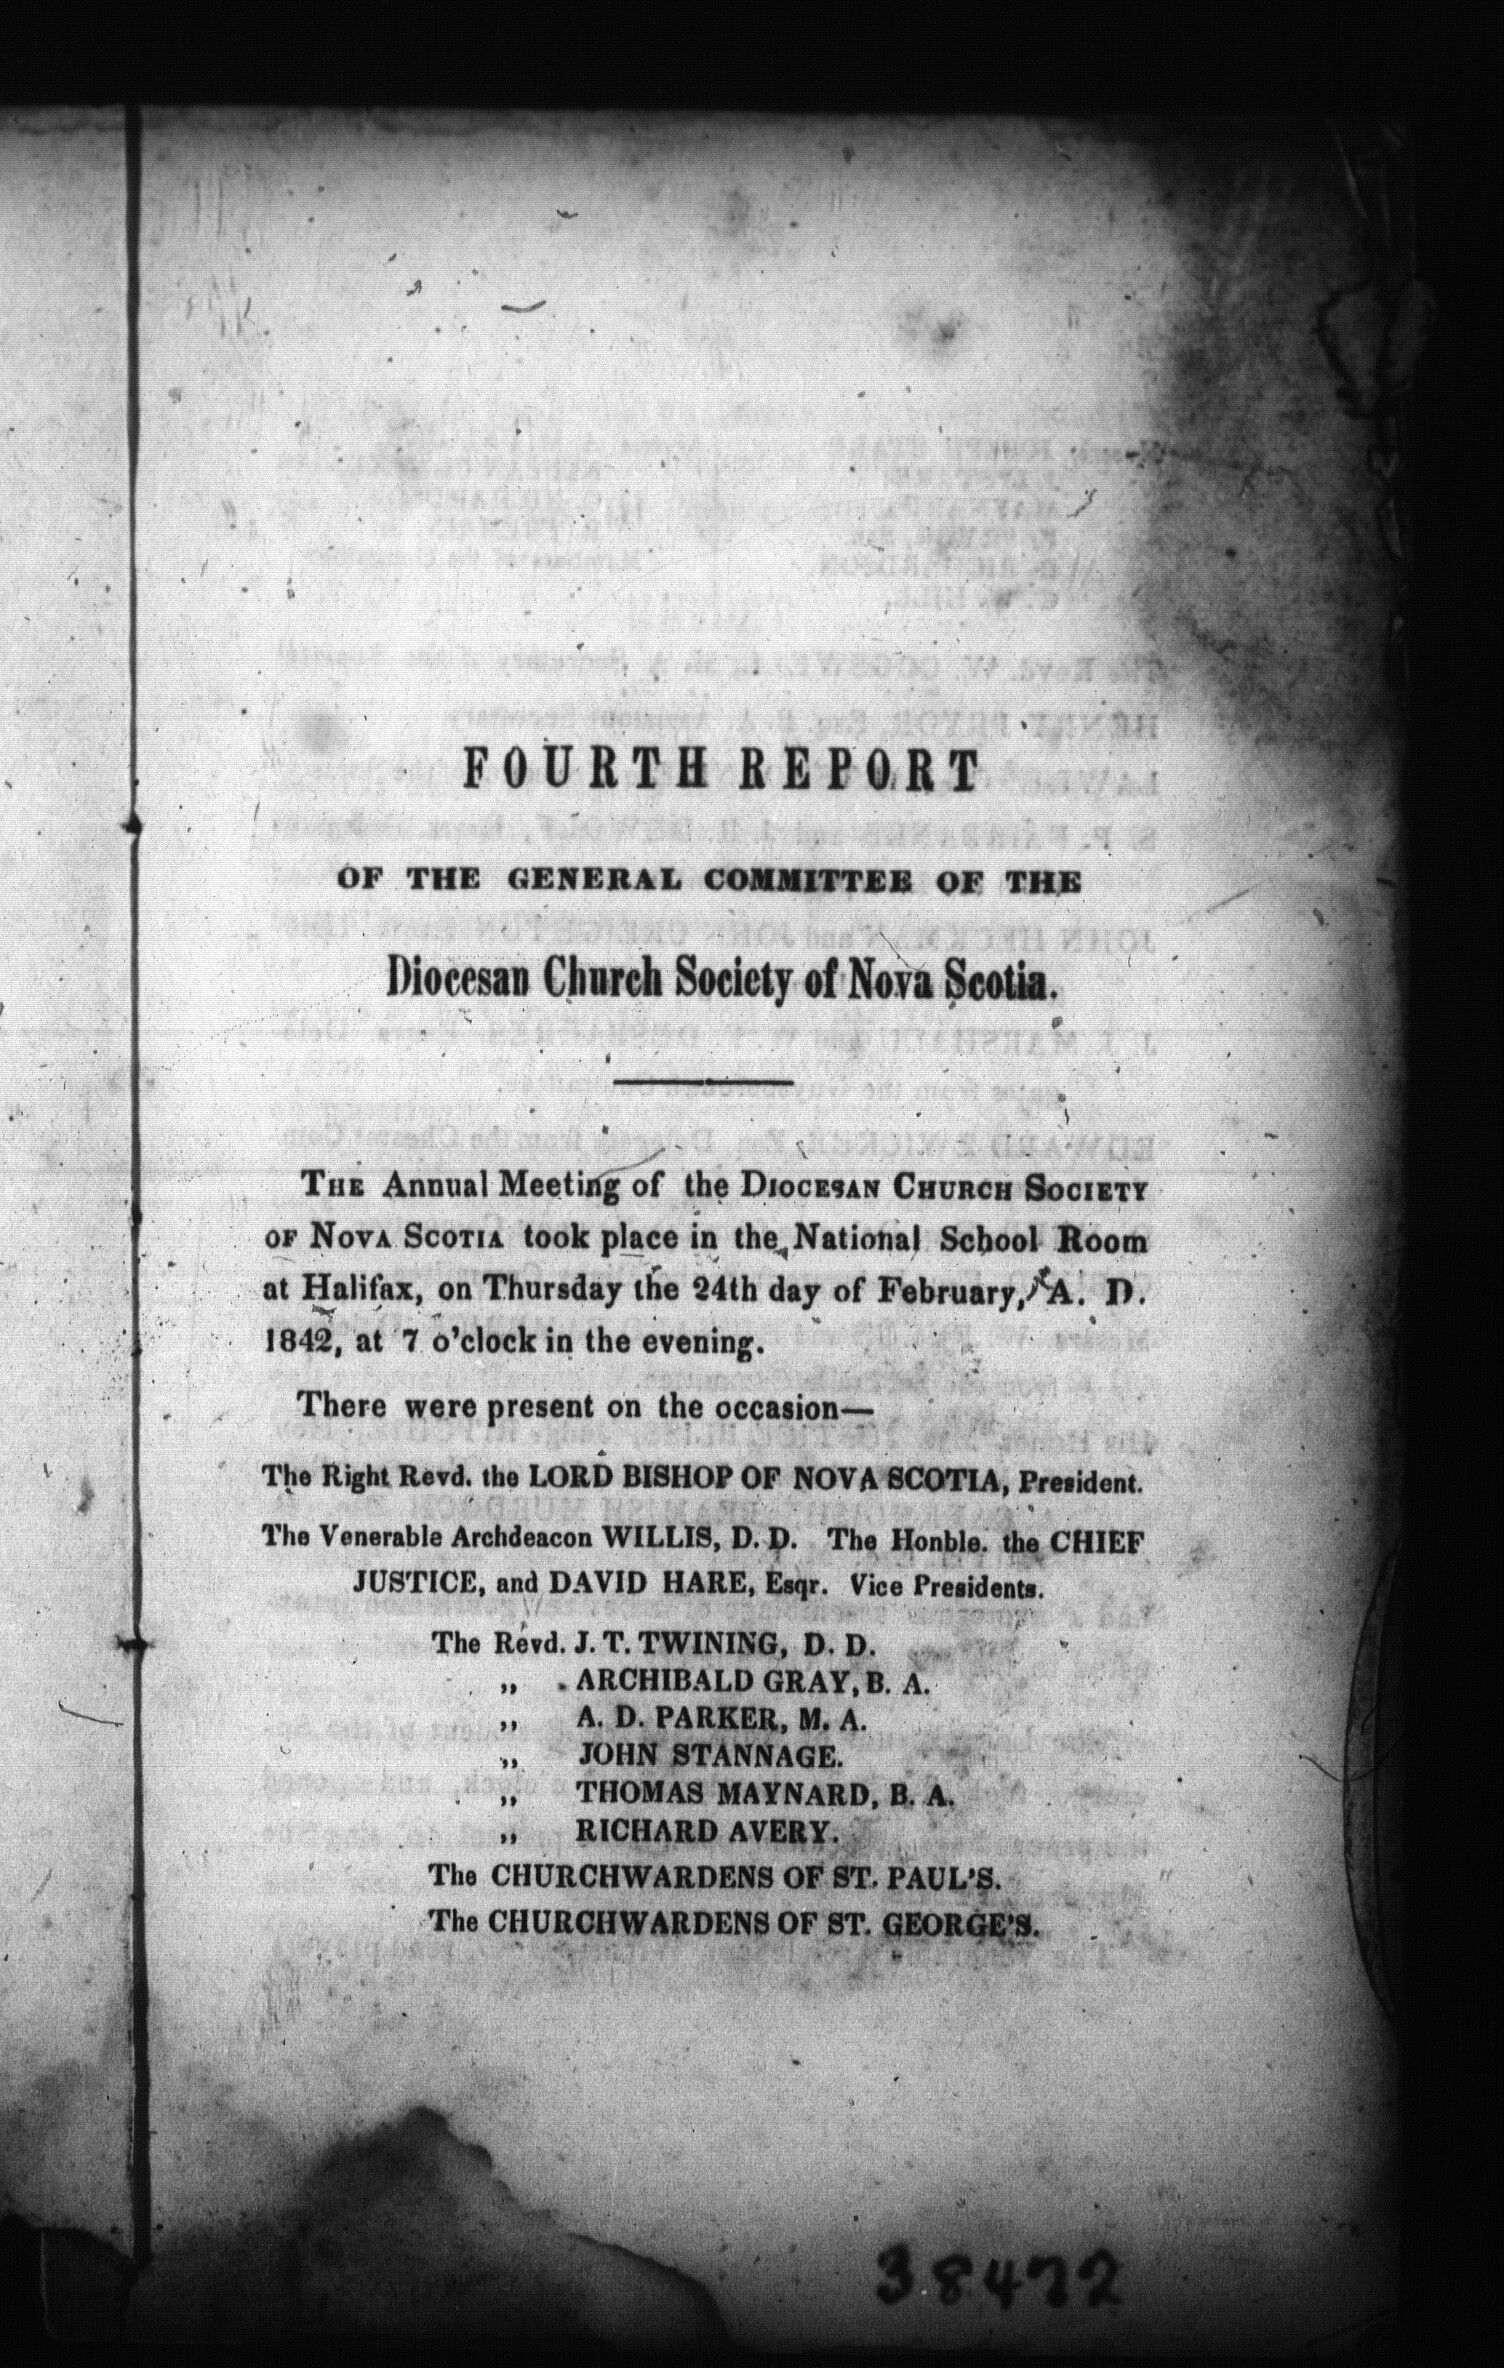 FOURTH REPORT
OF THE GENERAL COMMITTEE OF THE
Diocesan Church Society of Nova Scotia.
THE Annual Meeting of the DIOCESAN CHURCH SOCIETY
OF NOVA SCOTIA took place in the National School Room
at Halifax, on Thursday the 24th day of February, A. D.
1842, at 7 o'clock in the evening.
There were present on the occasion—
The Right Revd. the LORD BISHOP OF NOVA SCOTIA, President.
The Venerable Archdeacon WILLIS, D. D. The Honble. the CHIEF
JUSTICE, and DAVID HARE, Esqr. Vice Presidents.
The Revd. J. T. TWINING, D. D.
,, ARCHIBALD GRAY, B. A.
,, A. D. PARKER, M. A.
,, JOHN STANNAGE.
,, THOMAS MAYNARD, B. A.
,, RICHARD AVERY.
The CHURCHWARDENS OF ST. PAUL'S.
The CHURCHWARDENS OF ST. GEORGE'S.
38472